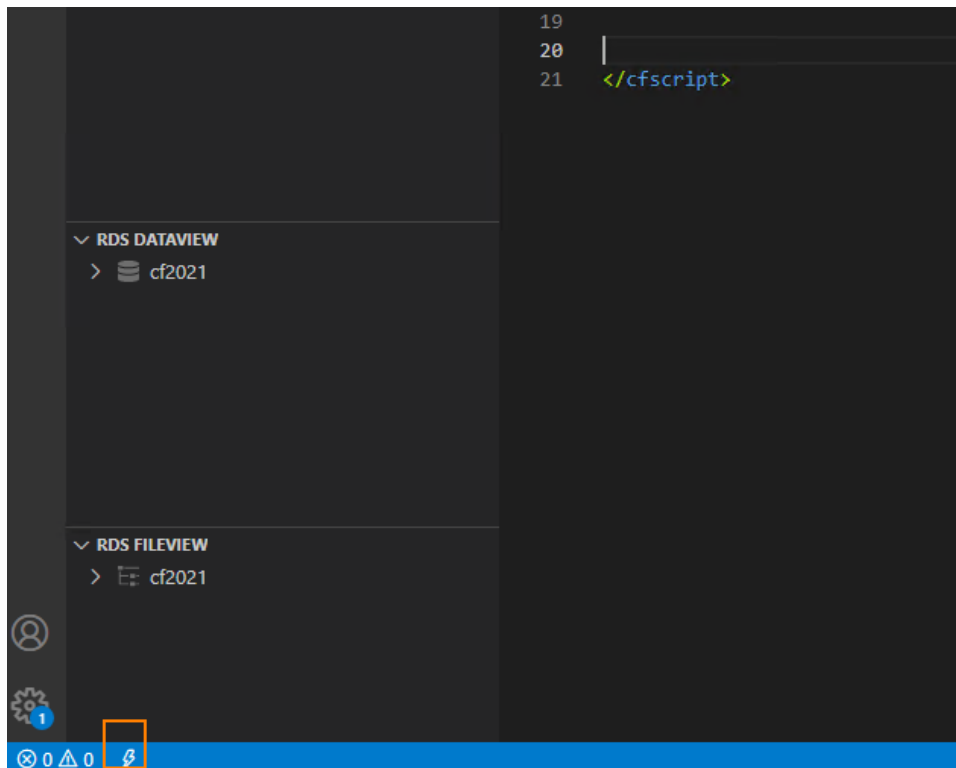 19
20
21 </cfscript>
RDS DATAVIEW
cf2021
RDS FILEVIEW
cf2021
1
0 0